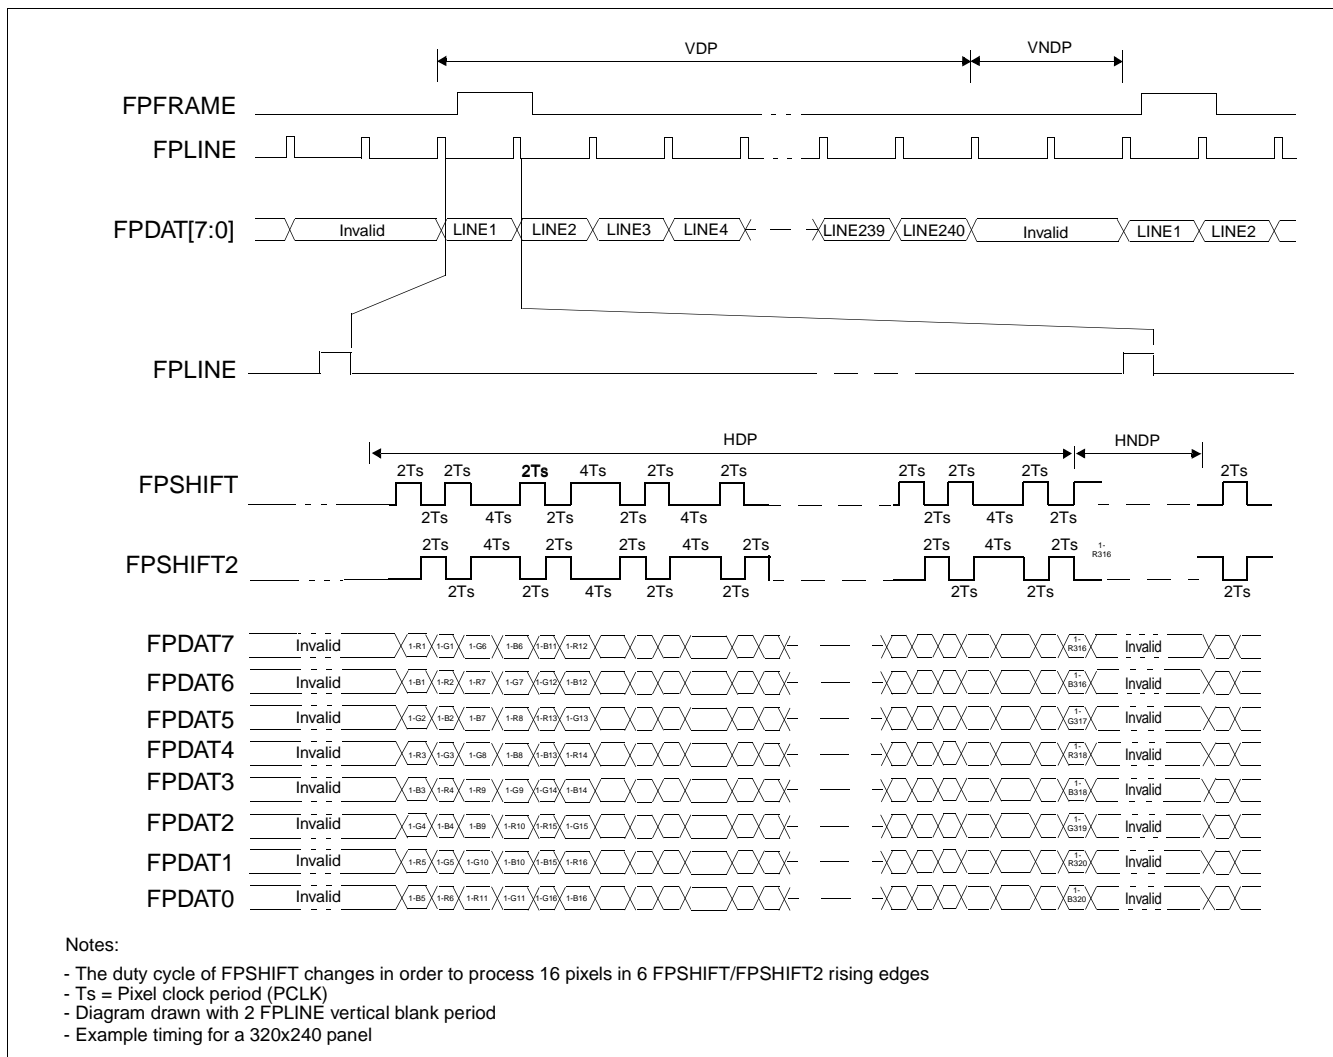 VDP VNDP
FPFRAME
FPLINE
FPDAT[7:0] Invalid LINE1 LINE2 LINE3 LINE4 LINE239 LINE240 Invalid LINE1 LINE2
FPLINE
HDP HNDP
2Ts 2Ts 2Ts 4Ts 2Ts 2Ts 2Ts 2Ts 2Ts 2Ts
FPSHIFT
2Ts 4Ts 2Ts 2Ts 4Ts 2Ts 4Ts 2Ts
2Ts 4Ts 2Ts 2Ts 4Ts 2Ts 2Ts 4Ts 2Ts 1-R316
FPSHIFT2
2Ts 2Ts 4Ts 2Ts 2Ts 2Ts 2Ts 2Ts
FPDAT7 Invalid 1-R1 1-G1 1-G6 1-B6 1-B11 1-R12 1-R316 Invalid
FPDAT6 Invalid 1-B1 1-R2 1-R7 1-G7 1-G12 1-B12 1-B316 Invalid
FPDAT5 Invalid 1-G2 1-B2 1-B7 1-R8 1-R13 1-G13 1-G317 Invalid
FPDAT4 Invalid 1-R3 1-G3 1-G8 1-B8 1-B13 1-R14 1-R318 Invalid
FPDAT3 Invalid 1-B3 1-R4 1-R9 1-G9 1-G14 1-B14 1-B318 Invalid
FPDAT2 Invalid 1-G4 1-B4 1-B9 1-R10 1-R15 1-G15 1-G319 Invalid
FPDAT1 Invalid 1-R5 1-G5 1-G10 1-B10 1-B15 1-R16 1-R320 Invalid
FPDAT0 Invalid 1-B5 1-R6 1-R11 1-G11 1-G16 1-B16 1-B320 Invalid
Notes:
- The duty cycle of FPSHIFT changes in order to process 16 pixels in 6 FPSHIFT/FPSHIFT2 rising edges
- Ts = Pixel clock period (PCLK)
- Diagram drawn with 2 FPLINE vertical blank period
- Example timing for a 320x240 panel